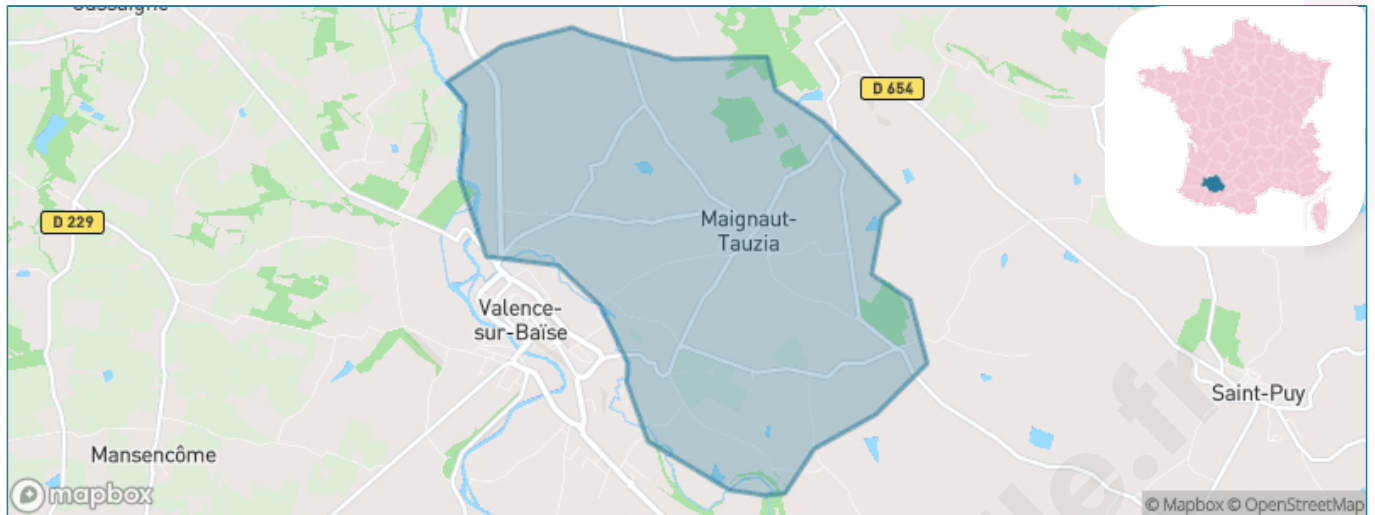 D 654
D 229
Maignaut-
Tauzia
Valence-
sur-Baïse
Saint-Puy
Mansencôme
mapbox
© Mapbox © OpenStreetMap